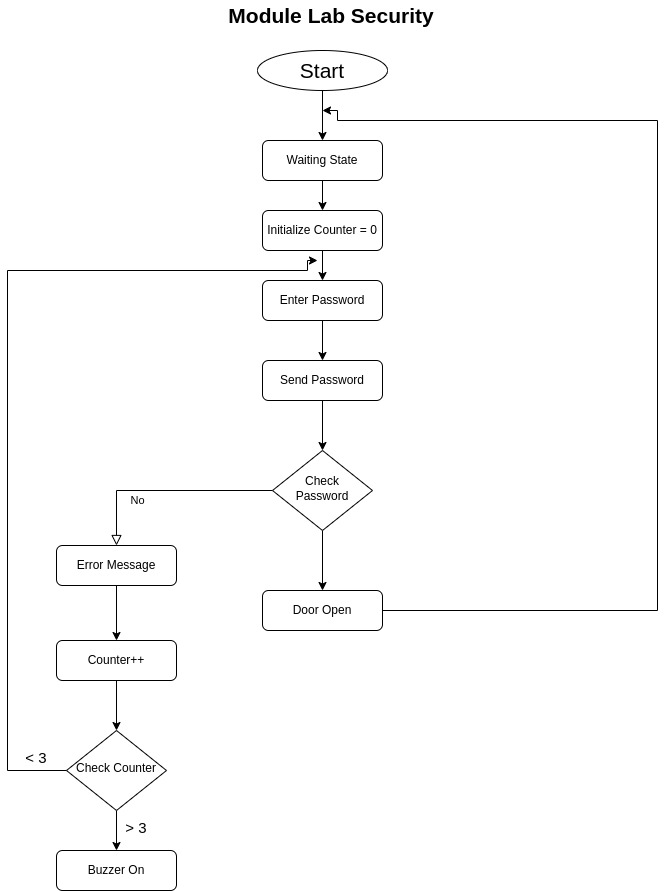 Module Lab Security
Start
Waiting State
Initialize Counter = 0
Enter Password
Send Password
Check
Password
No
Error Message
Door Open
Counter++
< 3
Check Counter
> 3
Buzzer On